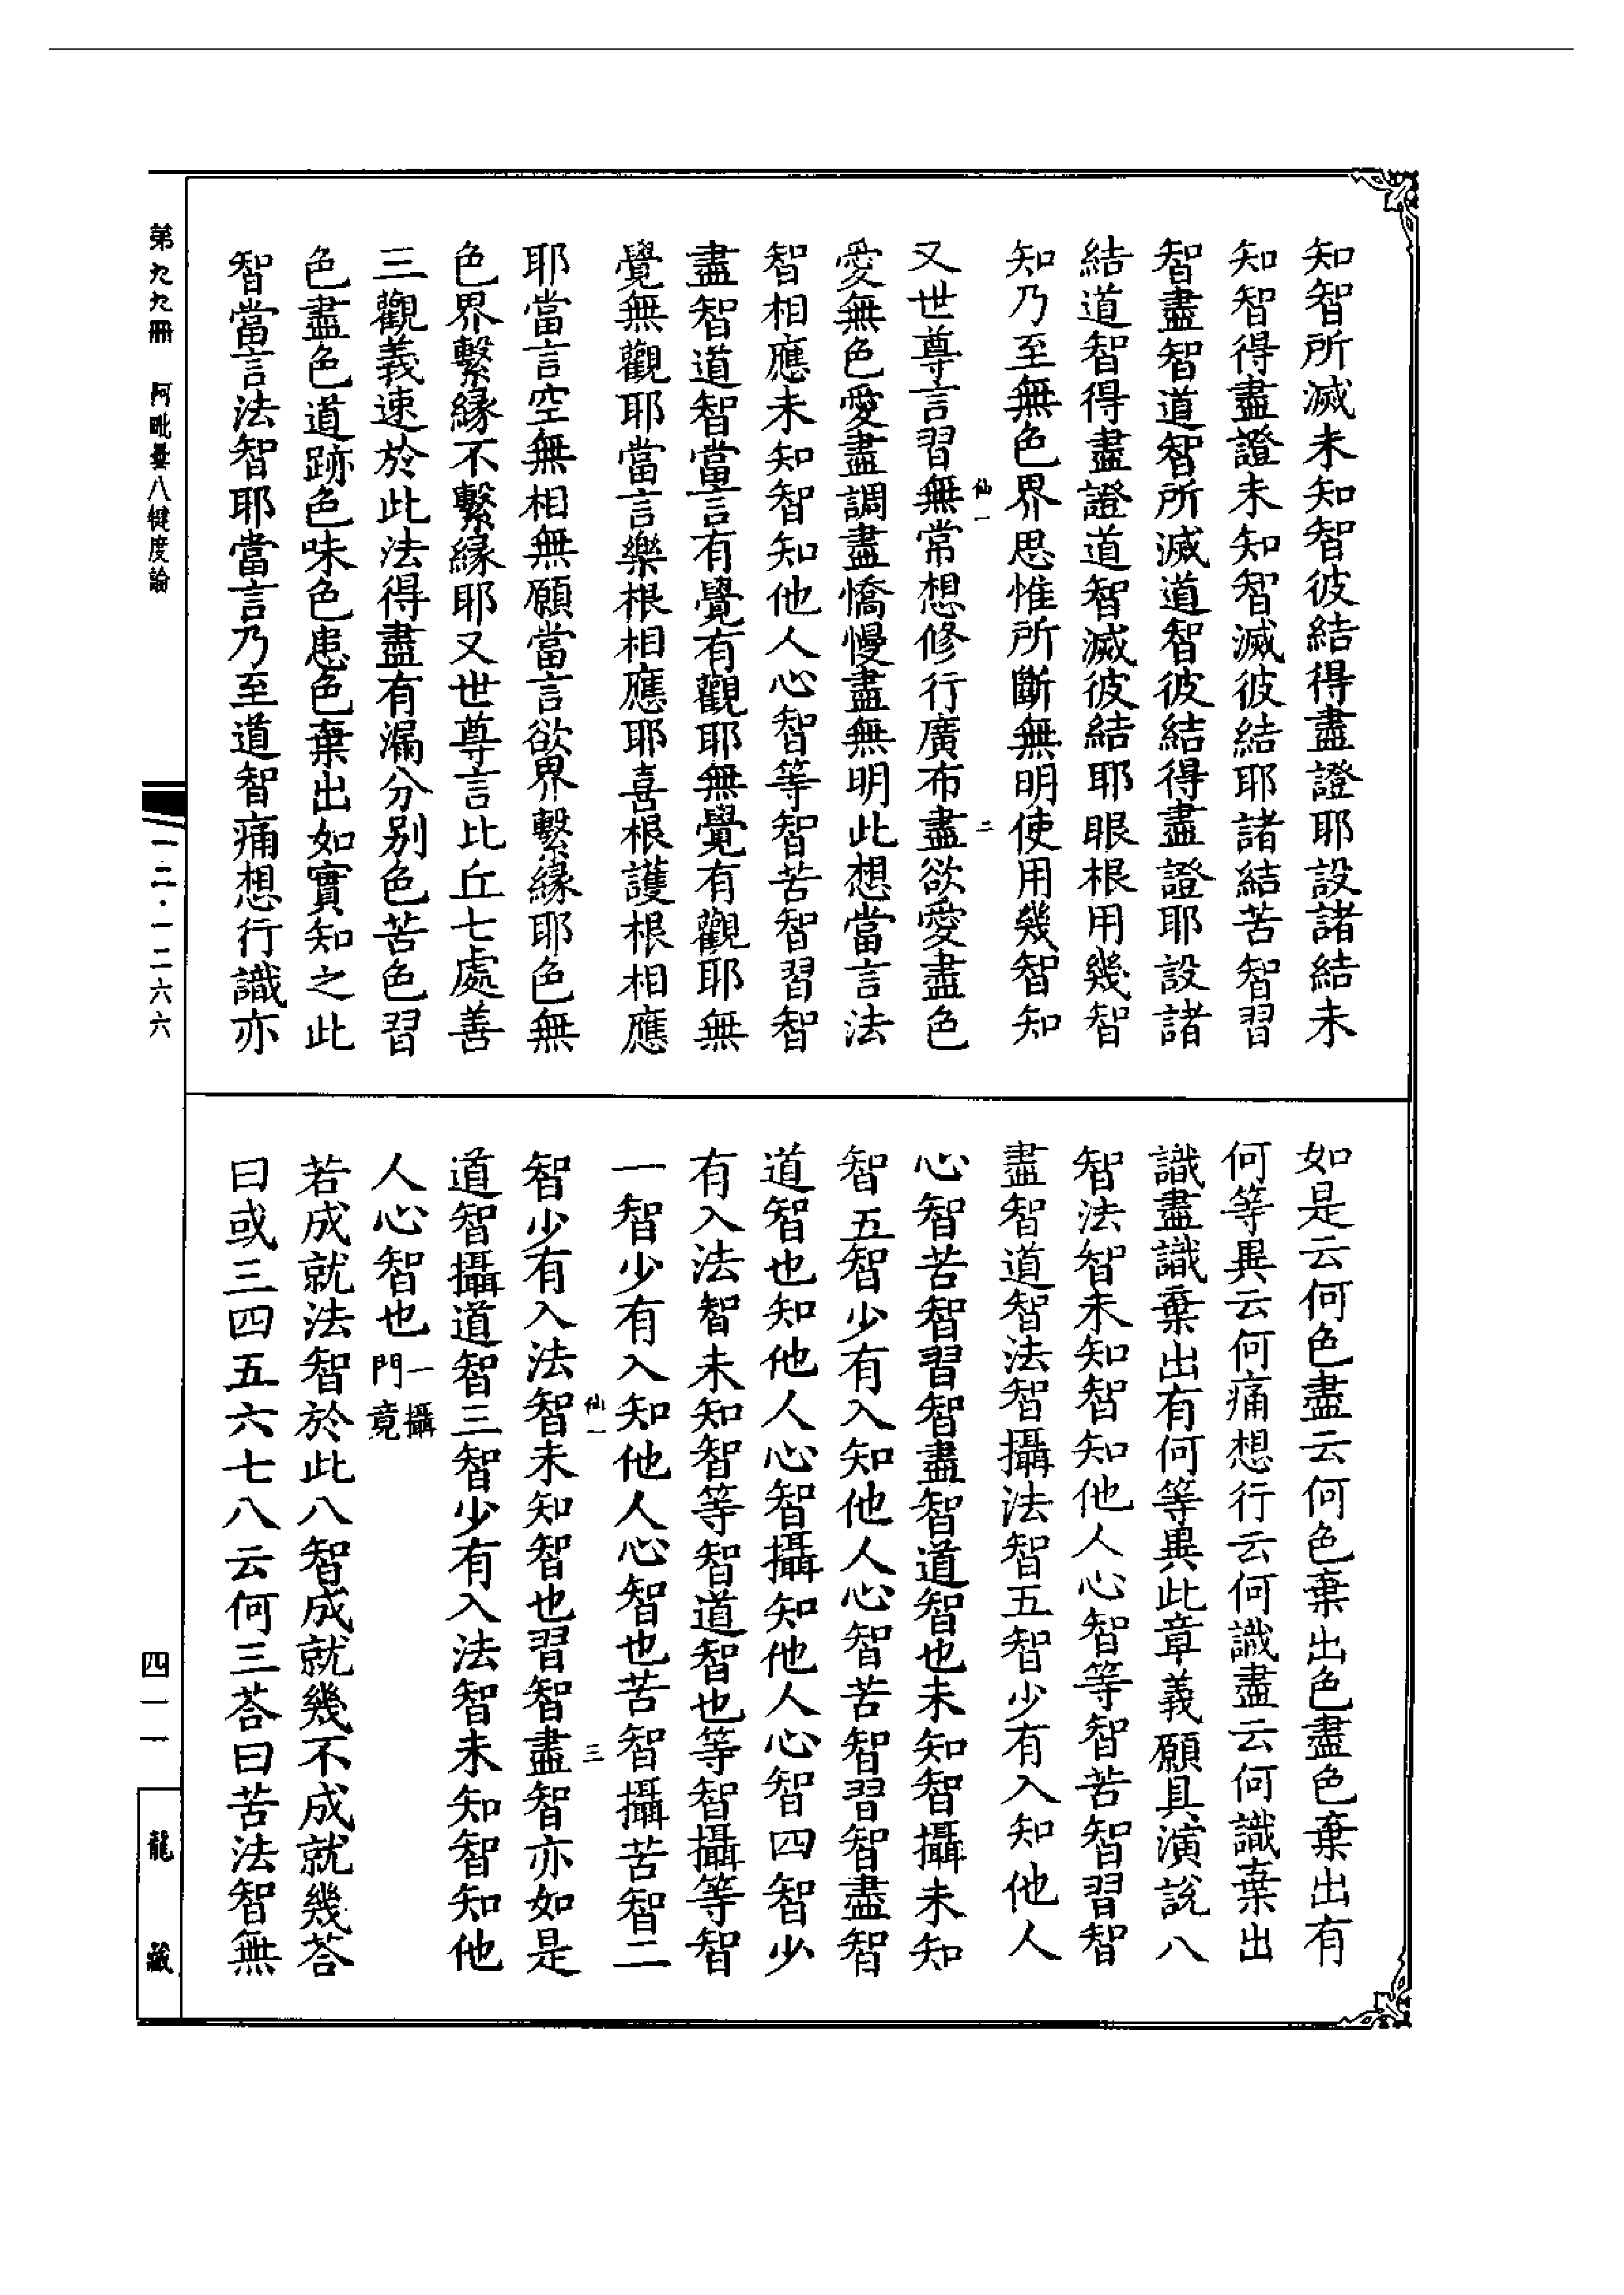 知智所滅未知智彼結得盡證耶設諸結未
知智得盡證未知智滅彼結耶諸結苦智習
智盡智道智所滅道智彼結得盡證耶設諸
結道智得盡證道智滅彼結耶眼根用幾智
知乃至無色界思惟所斷無明使用幾智知
又世尊言習無常想修行廣布盡欲愛盡色
愛無色愛盡調盡憍慢盡無明此想當言法
智相應未知智知他人心智等智苦智習智
盡智道智當言有覺有觀耶無覺有觀耶無
覺無觀耶當言樂根相應耶喜根護根相應
耶當言空無相無願當言欲界繫緣耶色無
色界繫緣不繫緣耶又世尊言比丘七處善
三觀義速於此法得盡有漏分別色苦色習
色盡色道跡色味色患色棄出如實知之此
智當言法智耶當言乃至道智痛想行識亦
仙一
二
如是云何色盡云何色棄出色盡色棄出有
何等異云何痛想行云何識盡云何識棄出
識盡識棄出有何等異此章義願具演說八
智法智未知智知他人心智等智苦智習智
盡智道智法智攝法智五智少有入知他人
心智苦智習智盡智道智也未知智攝未知
智五智少有入知他人心智苦智習智盡智
道智也知他人心智攝知他人心智四智少
有入法智未知智等智道智也等智攝等智
一智少有入知他人心智也苦智攝苦智二
智少有入法智未知智也習智盡智亦如是
道智攝道智三智少有入法智未知智知他
人心智也一攝門竟
若成就法智於此八智成就幾不成就幾荅
曰或三四五六七八云何三荅曰苦法智無
仙一
三
第九九冊 阿毗曇八犍度論
一二·一二六六
四一一
龍藏